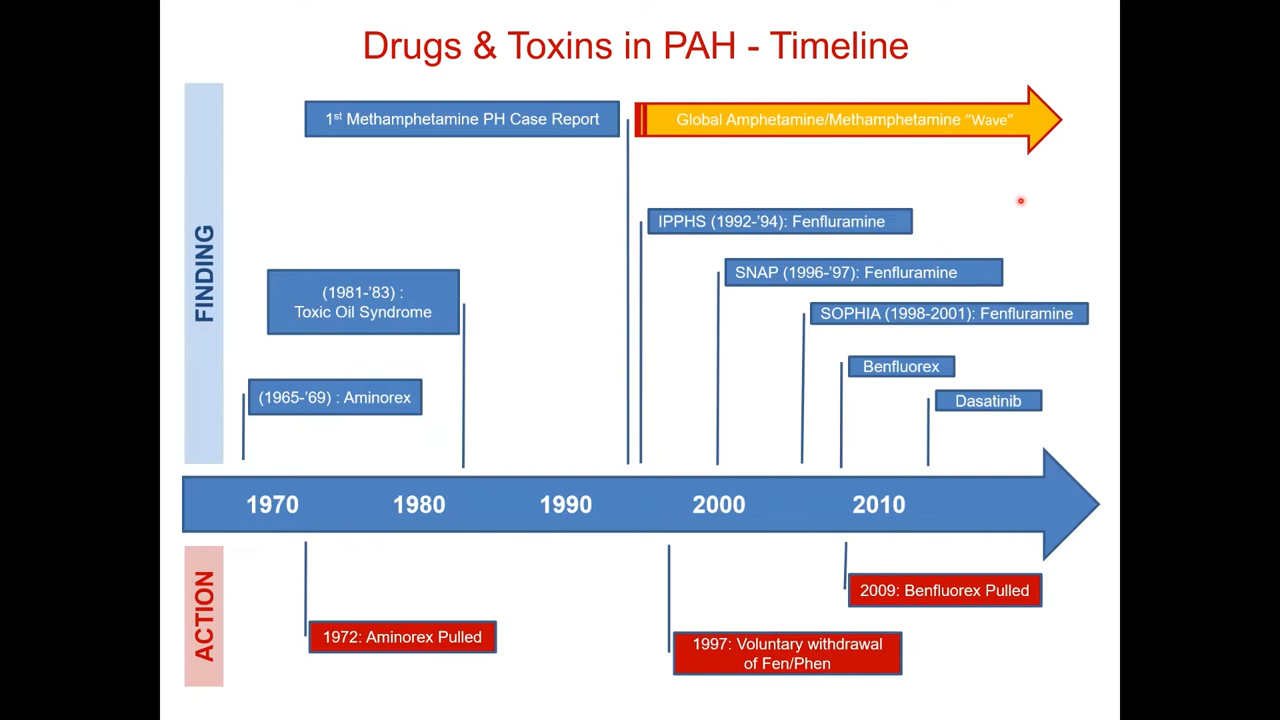 Drugs & Toxins in PAH - Timeline
1st Methamphetamine PH Case Report
Global Amphetamine/Methamphetamine “Wave”
FINDING
IPPHS (1992-’94): Fenfluramine
SNAP (1996-’97): Fenfluramine
(1981-’83) :
Toxic Oil Syndrome
SOPHIA (1998-2001): Fenfluramine
Benfluorex
(1965-’69) : Aminorex
Dasatinib
1970
1980
1990
2000
2010
ACTION
2009: Benfluorex Pulled
1972: Aminorex Pulled
1997: Voluntary withdrawal
of Fen/Phen